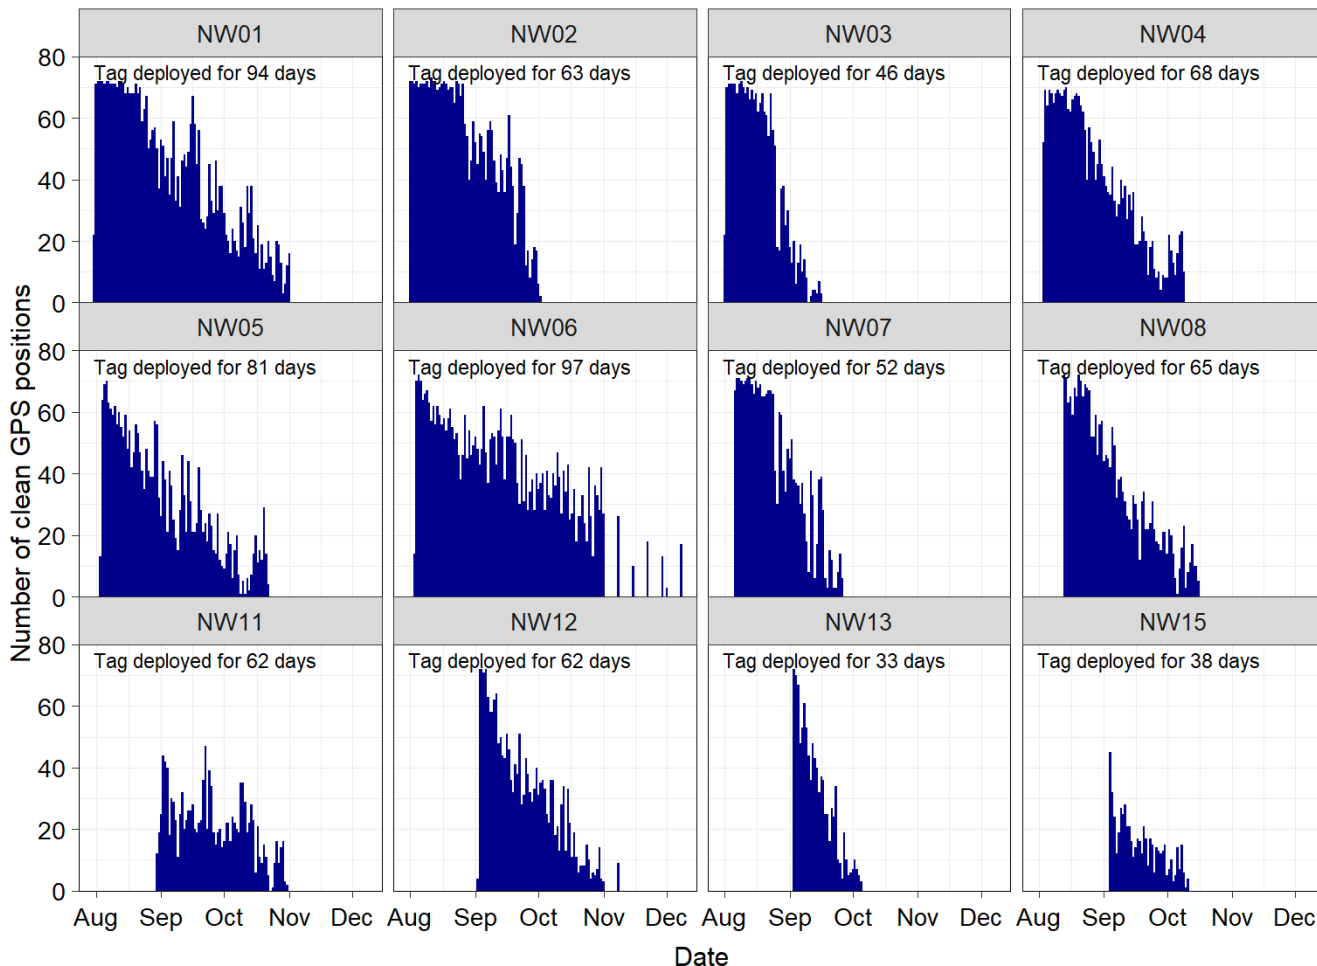 NW01 NW02 NW03 NW04
80 Tag deployed for 94 days Tag deployed for 63 days Tag deployed for 46 days Tag deployed for 68 days
60
40
20
0
NW05 NW06 NW07 NW08
80 Tag deployed for 81 days Tag deployed for 97 days Tag deployed for 52 days Tag deployed for 65 days
60
40
20
0
Number of clean GPS positions
NW11 NW12 NW13 NW15
80 Tag deployed for 62 days Tag deployed for 62 days Tag deployed for 33 days Tag deployed for 38 days
60
40
20
0
Aug Sep Oct Nov Dec Aug Sep Oct Nov Dec Aug Sep Oct Nov Dec Aug Sep Oct Nov Dec
Date